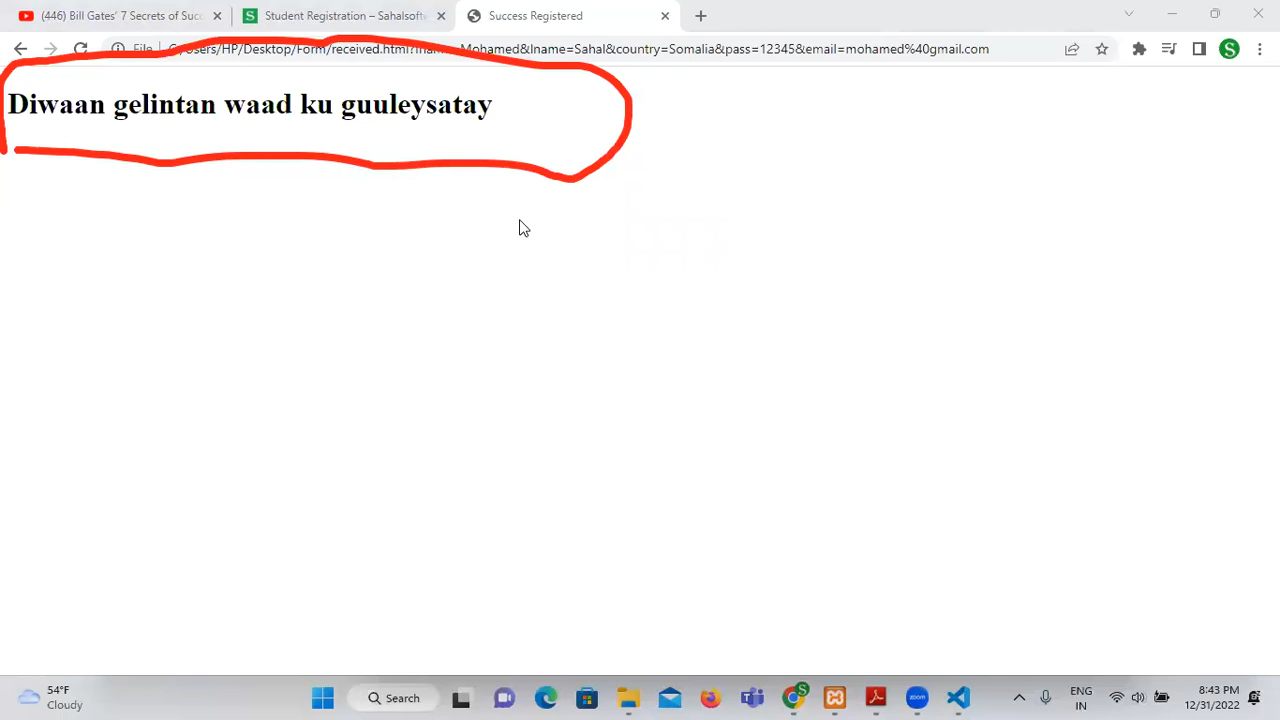 (446) Bill Gates’ 7 Secrets of Suc
Student Registration – Sahalsoft
Success Registered
File
C:/Users/HP/Desktop/Form/received.html? Mohamed&lname=Sahal&country=Somalia&pass=12345&email=mohamed%40gmail.com
S
Diwaan gelintan waad ku guuleysatay
54°F
Cloudy
Search
zoom
ENG
IN
8:43 PM
12/31/2022